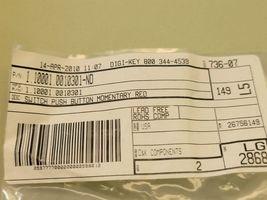 14-APR-2010 11:07 DIGI-KEY 800 344-4539
P/N: 1 10001 0010301-ND
1 10001 0010301
SWITCH PUSH BUTTON MOMENTARY RED
736-07
149
L5
LEAD FREE
ROHS COMP
USA
26756149
C&K COMPONENTS
2
LG
2868